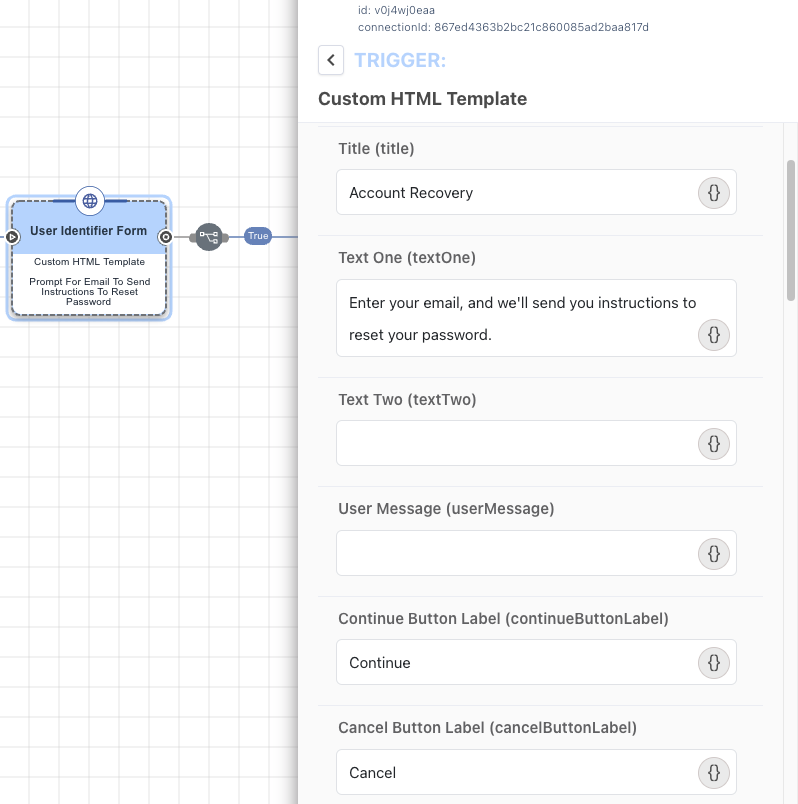 id: v0j4wj0eaa
connectionId: 867ed4363b2bc21c860085ad2baa817d
TRIGGER:
Custom HTML Template
Title (title)
Account Recovery
{}
Text One (textOne)
Enter your email, and we'll send you instructions to
reset your password.
{}
Text Two (textTwo)
{}
User Message (userMessage)
{}
Continue Button Label (continueButtonLabel)
Continue
{}
Cancel Button Label (cancelButtonLabel)
Cancel
{}
User Identifier Form
Custom HTML Template
Prompt For Email To Send
Instructions To Reset
Password
True